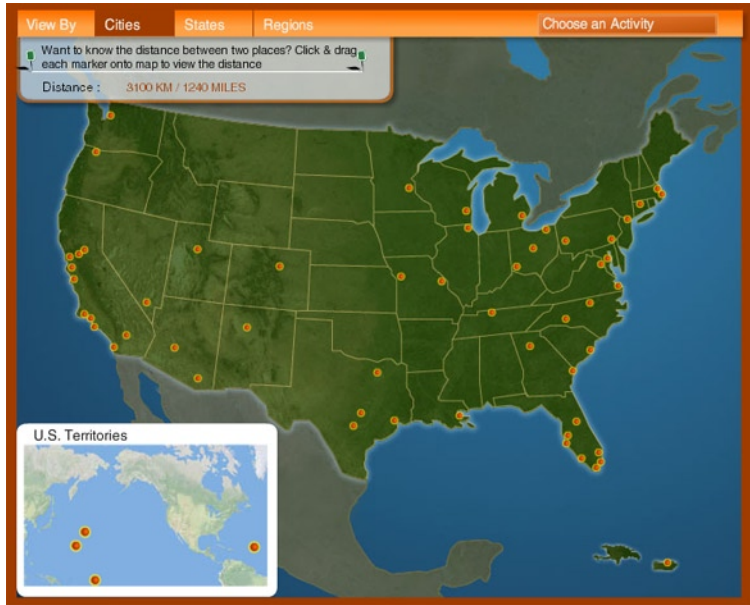 View By Cities States Regions Choose an Activity
Want to know the distance between two places? Click & drag
each marker onto map to view the distance
Distance : 3100 KM / 1240 MILES
U.S. Territories